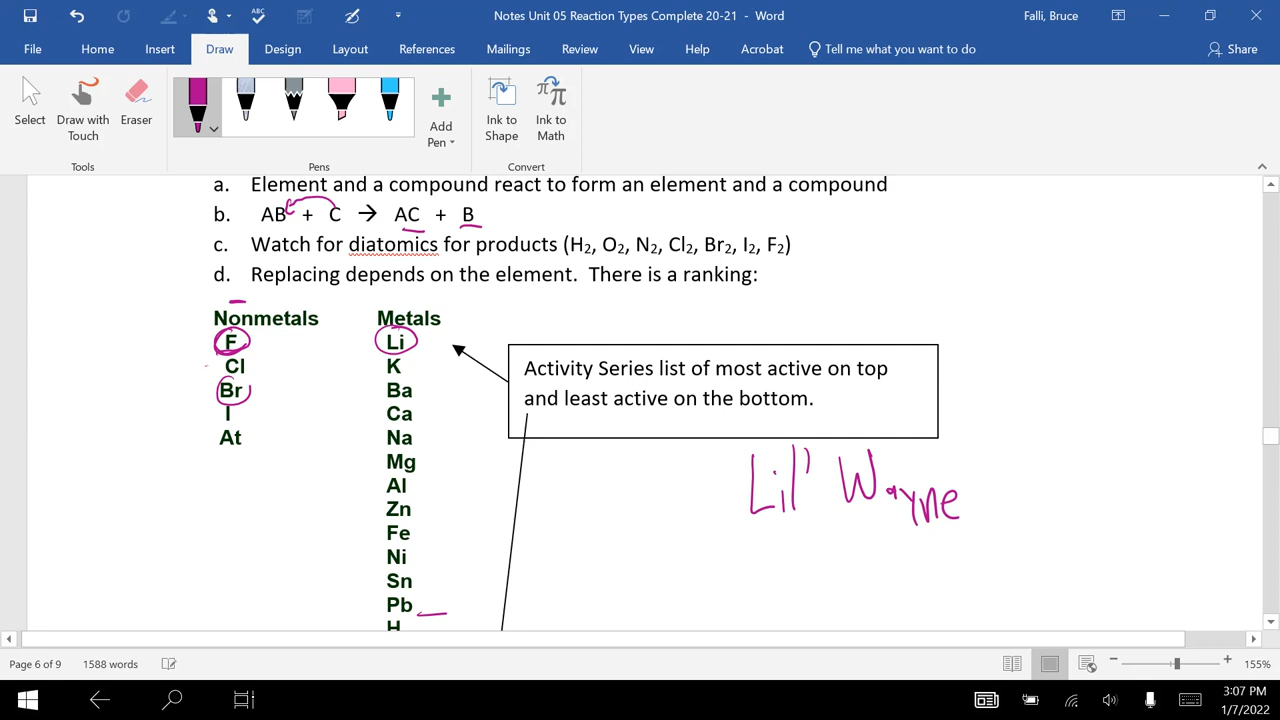 Notes Unit 05 Reaction Types Complete 20-21 - Word
Falli, Bruce
File Home Insert Draw Design Layout References Mailings Review View Help Acrobat Tell me what you want to do Share
Select
Draw with Touch
Eraser
Add Pen
Ink to Shape
Ink to Math
Tools Pens Convert
a. Element and a compound react to form an element and a compound
b. AB + C → AC + B
c. Watch for diatomics for products (H₂, O₂, N₂, Cl₂, Br₂, I₂, F₂)
d. Replacing depends on the element. There is a ranking:
Nonmetals Metals
F Li
Cl K
Br Ba
I Ca
At Na
Mg
Al
Zn
Fe
Ni
Sn
Pb
H
Activity Series list of most active on top
and least active on the bottom.
Lil' Wayne
Page 6 of 9 1588 words 155%
3:07 PM
1/7/2022